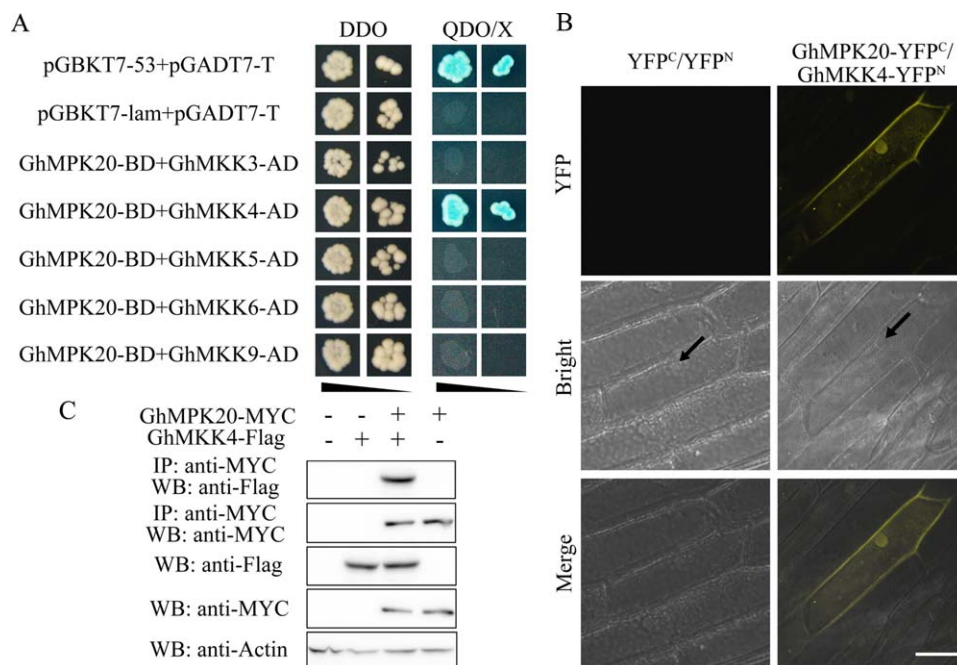 A
DDO
QDO/X
pGBKT7-53+pGADT7-T
pGBKT7-lam+pGADT7-T
GhMPK20-BD+GhMKK3-AD
GhMPK20-BD+GhMKK4-AD
GhMPK20-BD+GhMKK5-AD
GhMPK20-BD+GhMKK6-AD
GhMPK20-BD+GhMKK9-AD
B
YFPᶜ/YFPᴺ
GhMPK20-YFPᶜ/
GhMKK4-YFPᴺ
YFP
Bright
Merge
C
GhMPK20-MYC - - + +
GhMKK4-Flag - + + -
IP: anti-MYC
WB: anti-Flag
IP: anti-MYC
WB: anti-MYC
WB: anti-Flag
WB: anti-MYC
WB: anti-Actin